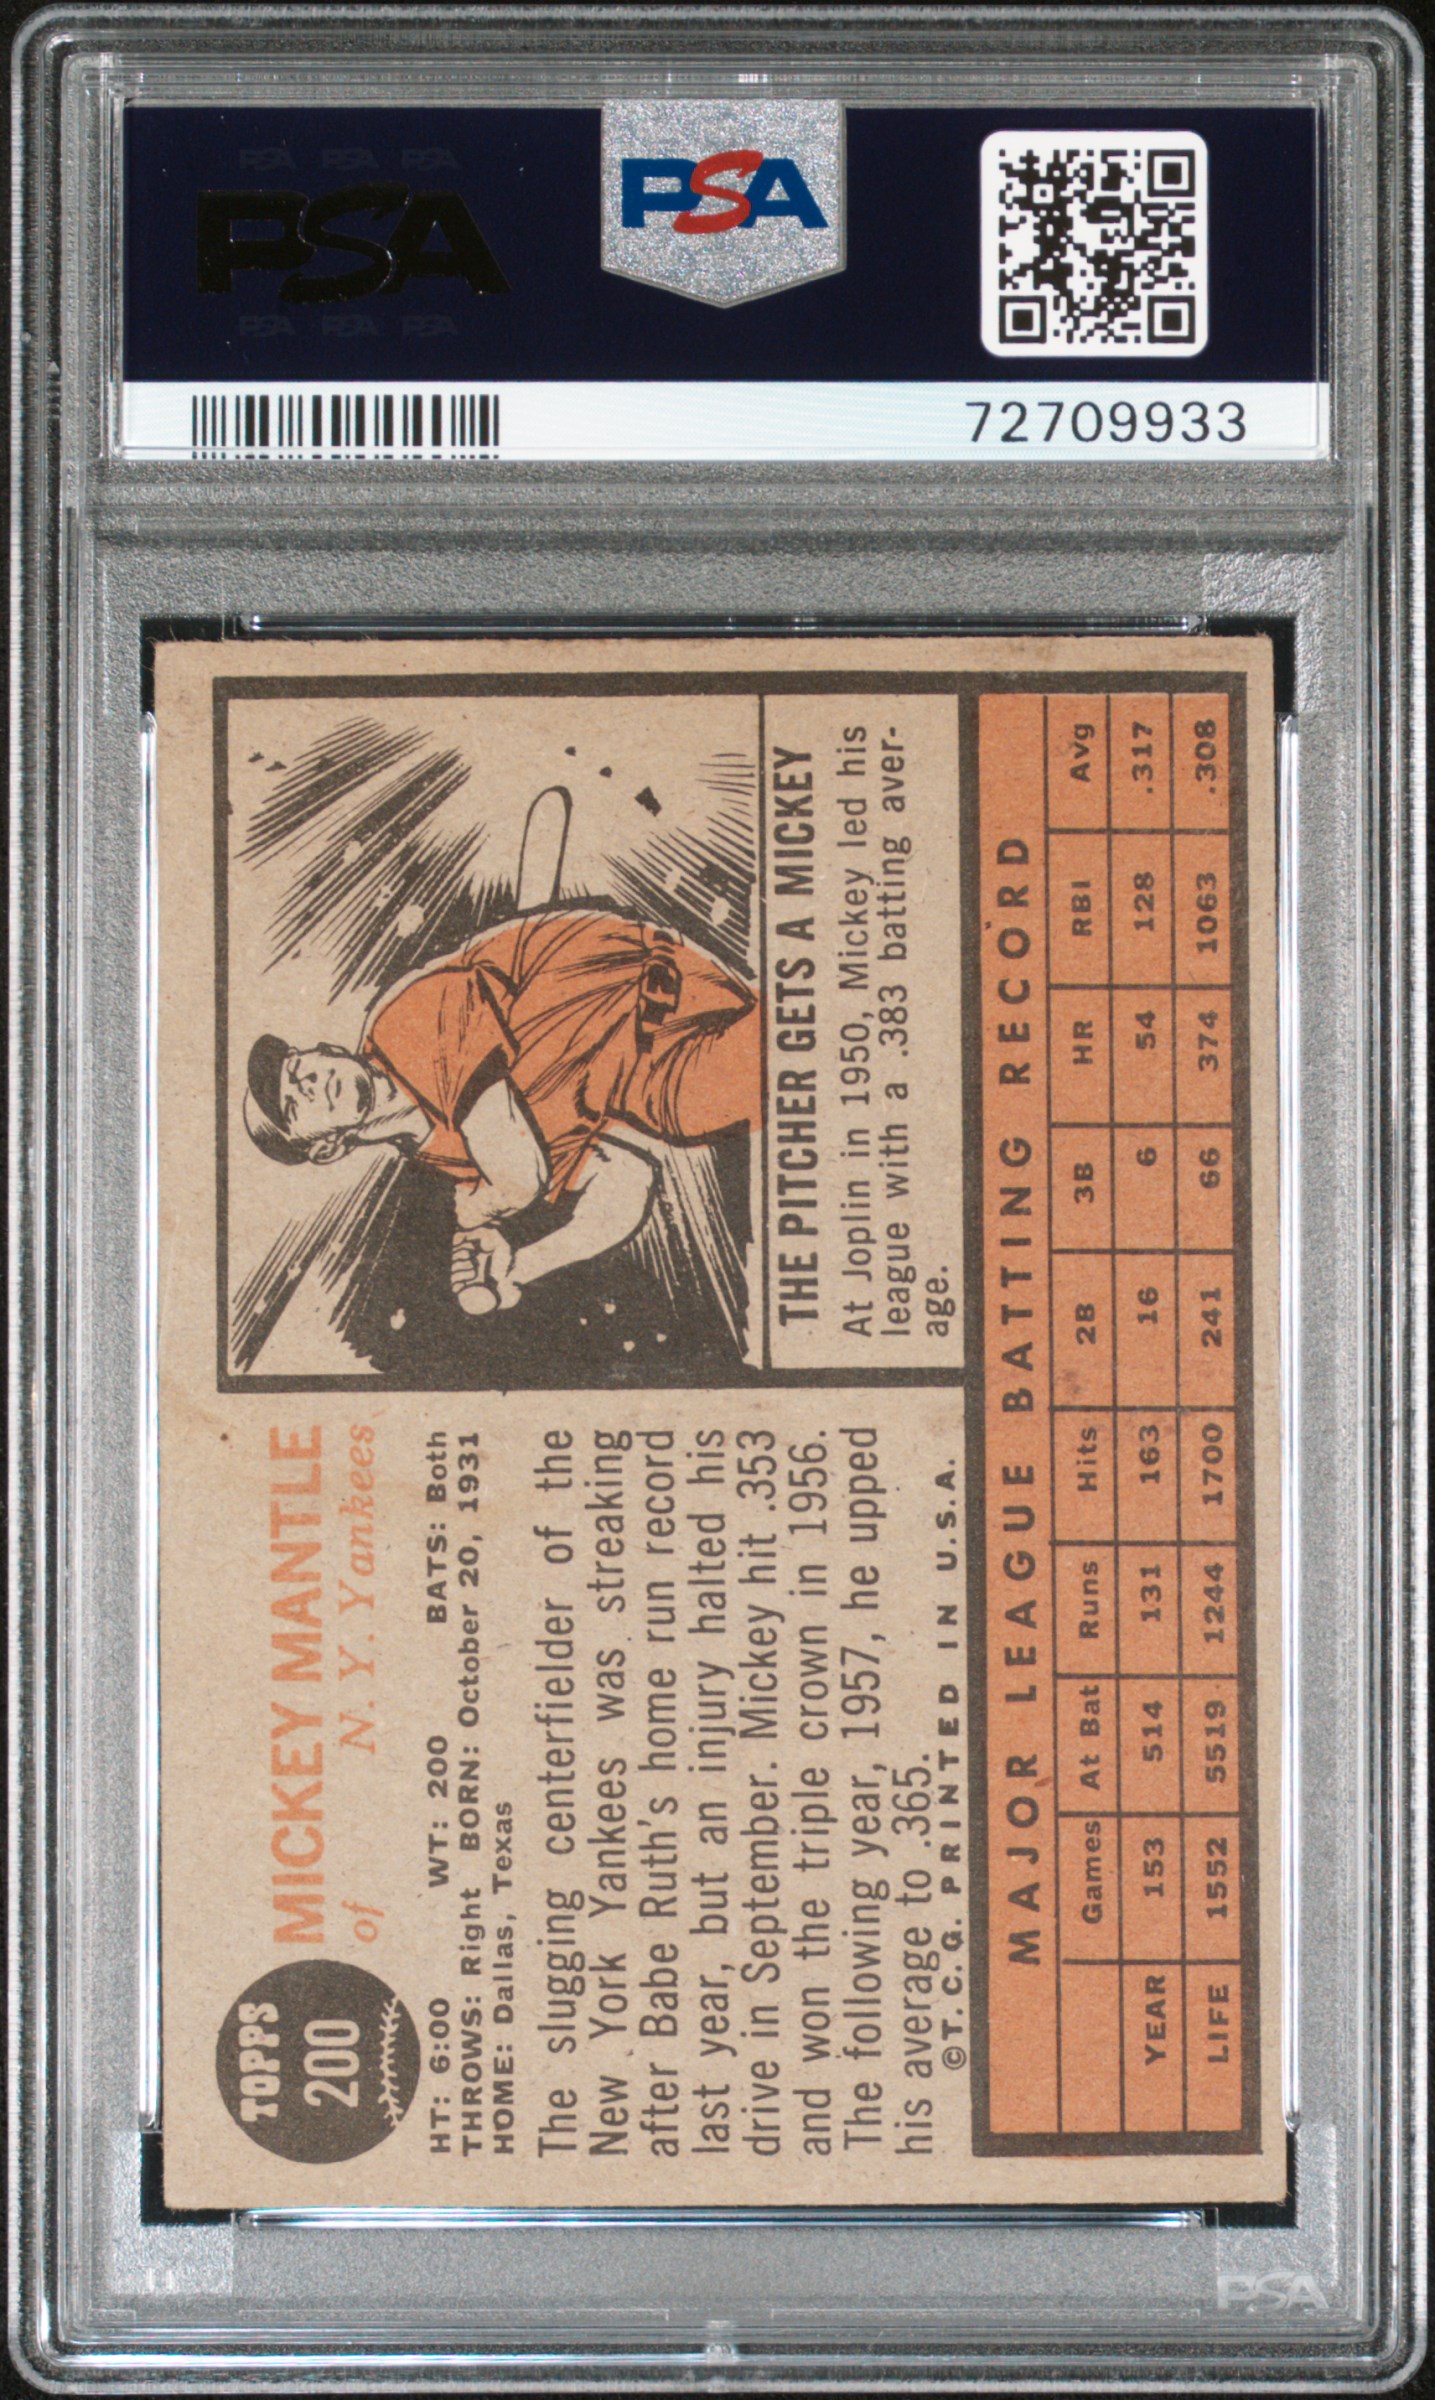 PSA PSA PSA
PSA
PSA PSA PSA
PSA
72709933
TOPPS
200
MICKEY MANTLE
of N. Y. Yankees
HT: 6:00 WT: 200 BATS: Both
THROWS: Right BORN: October 20, 1931
HOME: Dallas, Texas
The slugging centerfielder of the
New York Yankees was streaking
after Babe Ruth's home run record
last year, but an injury halted his
drive in September. Mickey hit .353
and won the triple crown in 1956.
The following year, 1957, he upped
his average to .365.
©T. C. G. PRINTED IN U.S.A.
THE PITCHER GETS A MICKEY
At Joplin in 1950, Mickey led his
league with a .383 batting aver-
age.
MAJOR LEAGUE BATTING RECORD
Games At Bat Runs Hits 2B 3B HR RBI Avg
YEAR 153 514 131 163 16 6 54 128 .317
LIFE 1552 5519 1244 1700 241 66 374 1063 .308
PSA